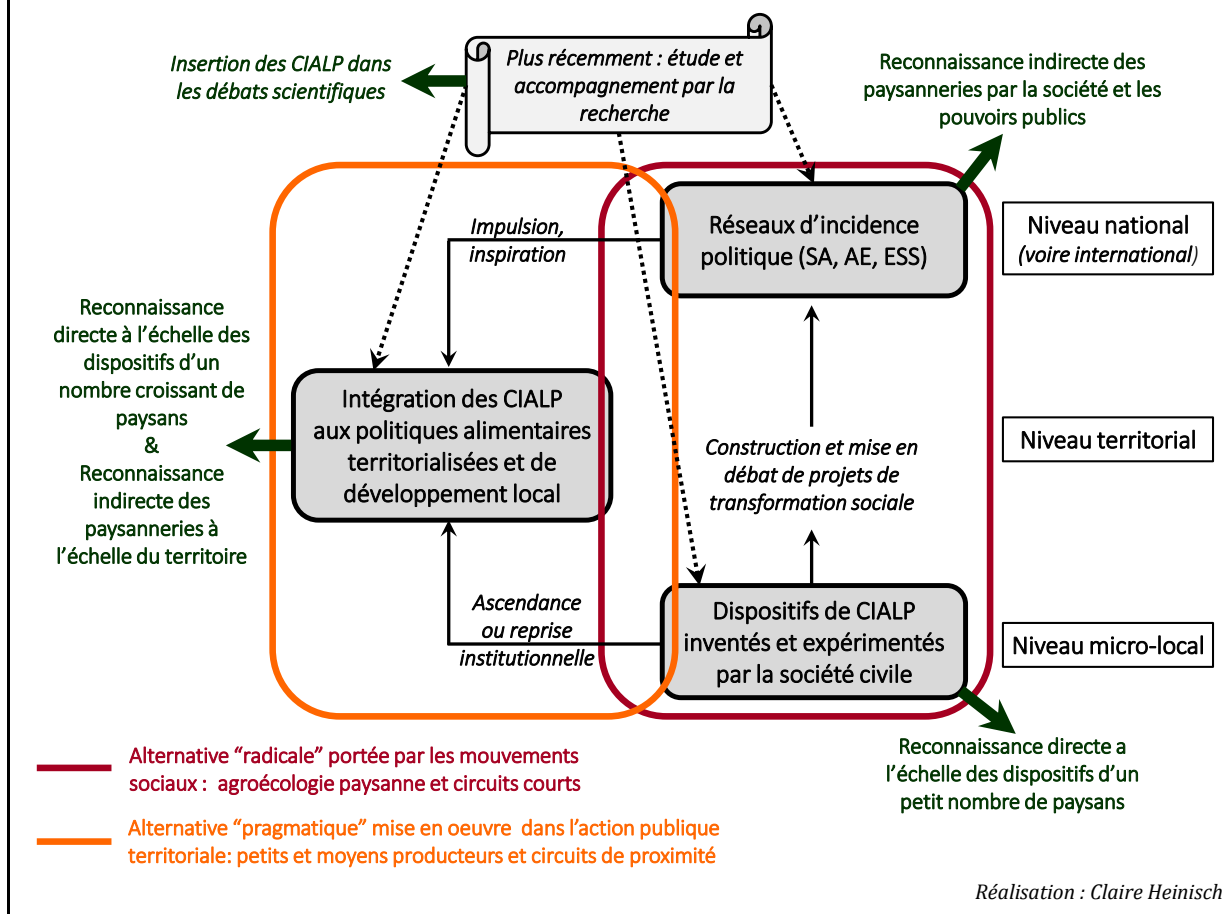 Insertion des CIALP dans
les débats scientifiques
Plus récemment : étude et
accompagnement par la
recherche
Reconnaissance indirecte des
paysanneries par la société et les
pouvoirs publics
Impulsion,
inspiration
Réseaux d’incidence
politique (SA, AE, ESS)
Niveau national
(voire international)
Reconnaissance
directe à l’échelle des
dispositifs d’un
nombre croissant de
paysans
&
Reconnaissance
indirecte des
paysanneries à
l’échelle du territoire
Intégration des CIALP
aux politiques alimentaires
territorialisées et de
développement local
Construction et mise en
débat de projets de
transformation sociale
Niveau territorial
Ascendance
ou reprise
institutionnelle
Dispositifs de CIALP
inventés et expérimentés
par la société civile
Niveau micro-local
Reconnaissance directe a
l’échelle des dispositifs d’un
petit nombre de paysans
Alternative “radicale” portée par les mouvements
sociaux : agroécologie paysanne et circuits courts
Alternative “pragmatique” mise en oeuvre dans l’action publique
territoriale: petits et moyens producteurs et circuits de proximité
Réalisation : Claire Heinisch